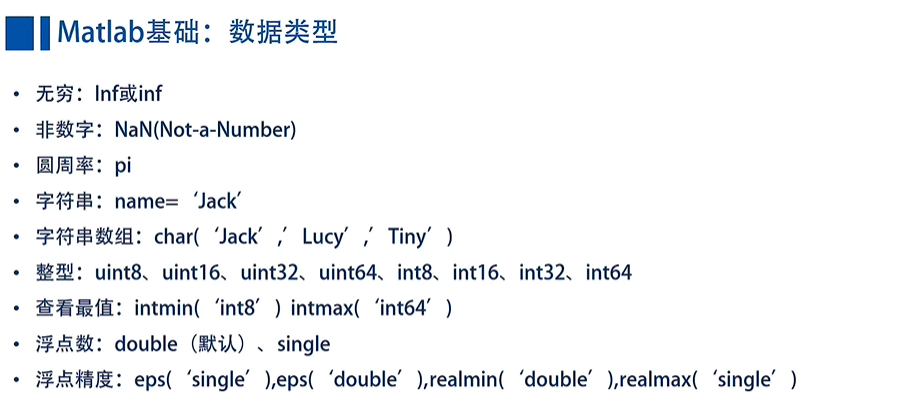 Matlab基础：数据类型
• 无穷：Inf或inf
• 非数字：NaN(Not-a-Number)
• 圆周率：pi
• 字符串：name=‘Jack’
• 字符串数组：char(‘Jack’,’Lucy’,’Tiny’)
• 整型：uint8、uint16、uint32、uint64、int8、int16、int32、int64
• 查看最值：intmin(‘int8’) intmax(‘int64’)
• 浮点数：double（默认）、single
• 浮点精度：eps(‘single’),eps(‘double’),realmin(‘double’),realmax(‘single’)